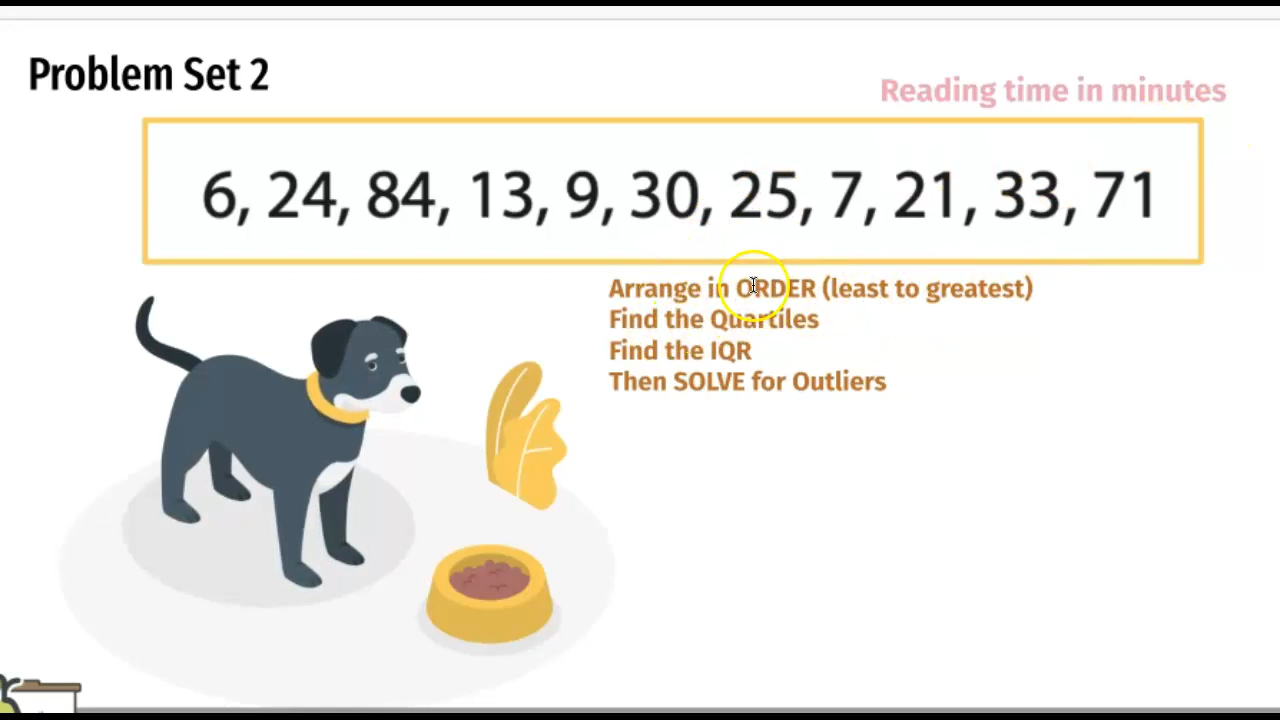 Problem Set 2
Reading time in minutes
6, 24, 84, 13, 9, 30, 25, 7, 21, 33, 71
Arrange in ORDER (least to greatest)
Find the Quartiles
Find the IQR
Then SOLVE for Outliers